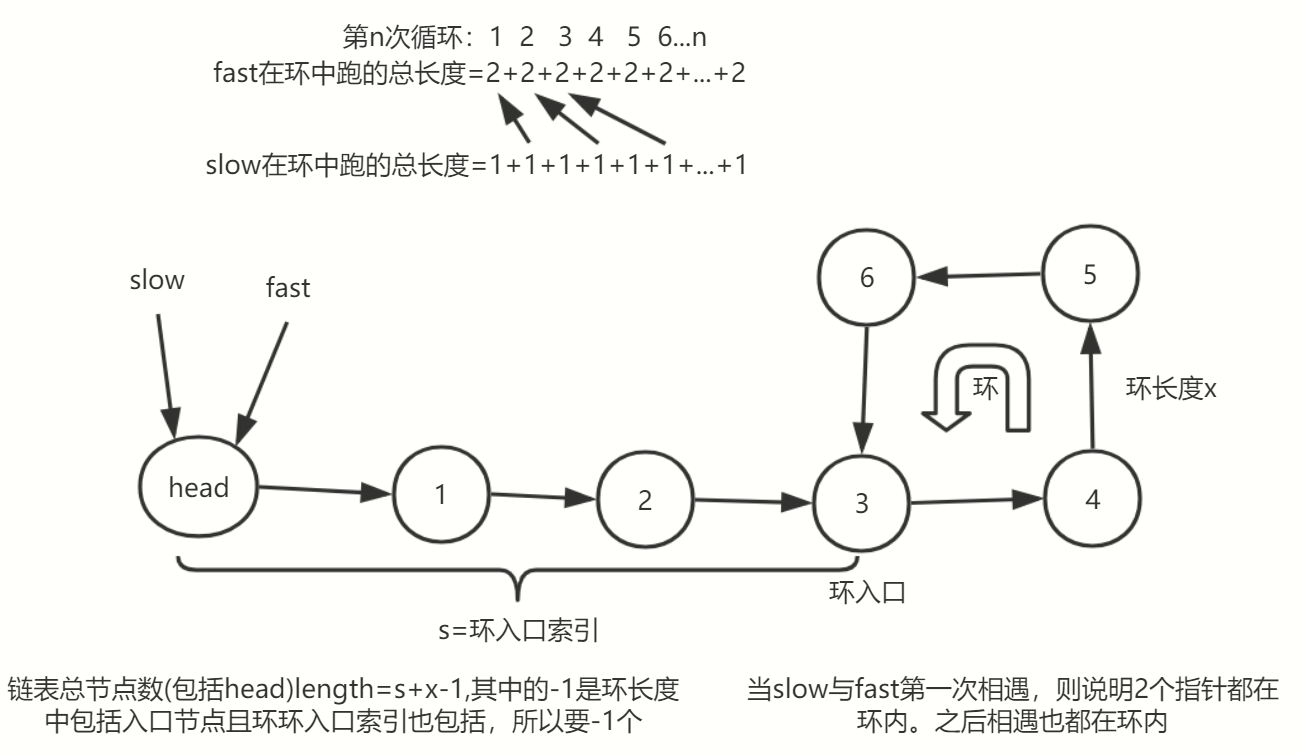 第n次循环：1 2 3 4 5 6...n
fast在环中跑的总长度=2+2+2+2+2+2+...+2
slow在环中跑的总长度=1+1+1+1+1+1+...+1
slow
fast
6
5
环
环长度x
head
1
2
3
4
环入口
s=环入口索引
链表总节点数(包括head)length=s+x-1,其中的-1是环长度
中包括入口节点且环环入口索引也包括，所以要-1个
当slow与fast第一次相遇，则说明2个指针都在
环内。之后相遇也都在环内